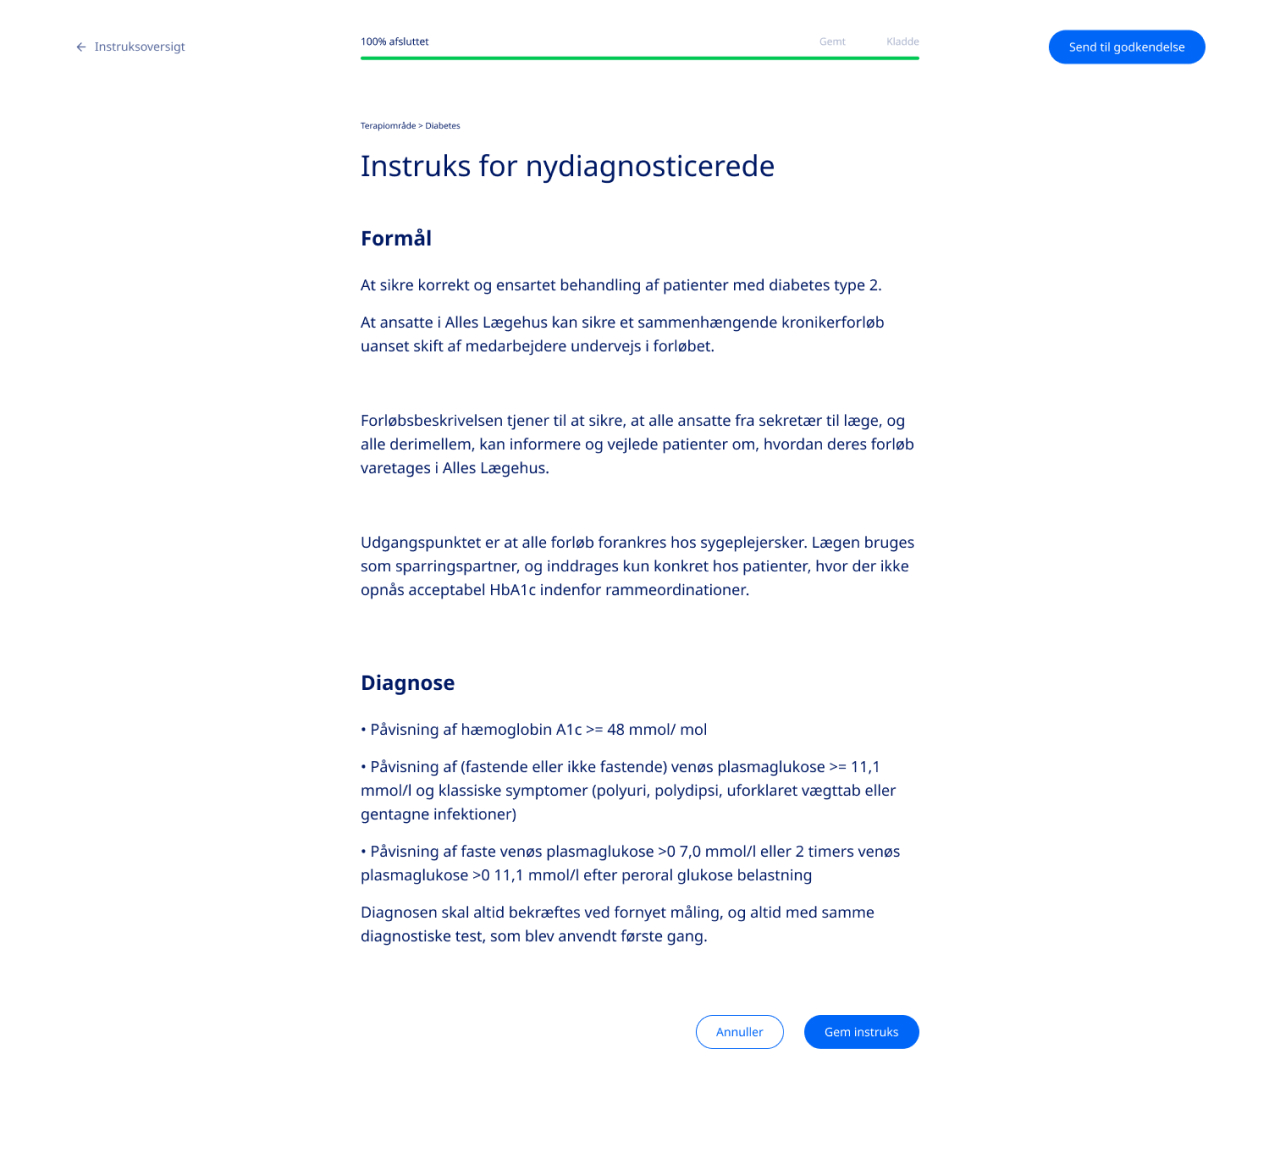 Instruksoversigt
100% afsluttet
Gemt
Kladde
Send til godkendelse
Terapiområde > Diabetes
Instruks for nydiagnosticerede
Formål
At sikre korrekt og ensartet behandling af patienter med diabetes type 2.
At ansatte i Alles Lægehus kan sikre et sammenhængende kronikerforløb
uanset skift af medarbejdere undervejs i forløbet.
Forløbsbeskrivelsen tjener til at sikre, at alle ansatte fra sekretær til læge, og
alle derimellem, kan informere og vejlede patienter om, hvordan deres forløb
varetages i Alles Lægehus.
Udgangspunktet er at alle forløb forankres hos sygeplejersker. Lægen bruges
som sparringspartner, og inddrages kun konkret hos patienter, hvor der ikke
opnås acceptabel HbA1c indenfor rammeordinationer.
Diagnose
• Påvisning af hæmoglobin A1c >= 48 mmol/ mol
• Påvisning af (fastende eller ikke fastende) venøs plasmaglukose >= 11,1
mmol/l og klassiske symptomer (polyuri, polydipsi, uforklaret vægttab eller
gentagne infektioner)
• Påvisning af faste venøs plasmaglukose >0 7,0 mmol/l eller 2 timers venøs
plasmaglukose >0 11,1 mmol/l efter peroral glukose belastning
Diagnosen skal altid bekræftes ved fornyet måling, og altid med samme
diagnostiske test, som blev anvendt første gang.
Annuller
Gem instruks